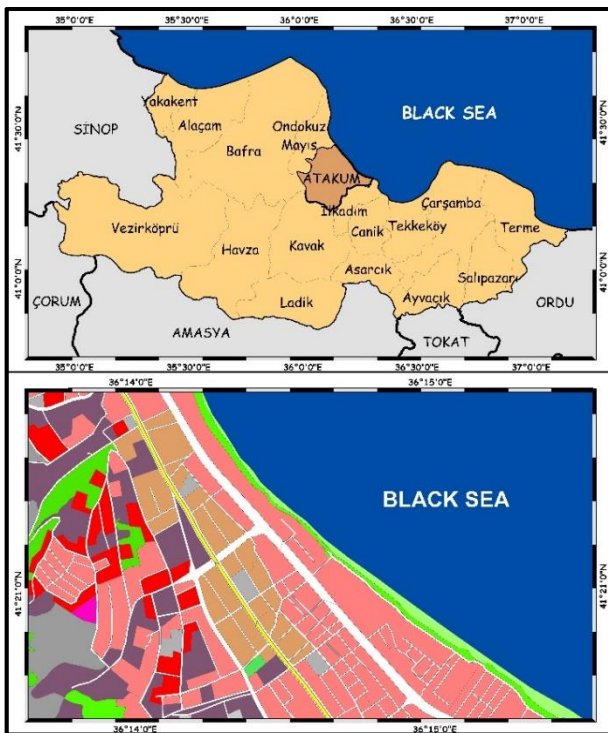 35°0'0"E 35°30'0"E 36°0'0"E 36°30'0"E 37°0'0"E
41°30'0"N
41°0'0"N
SİNOP
Yakakent
Alaçam
Bafra
Ondokuz
Mayıs
BLACK SEA
ATAKUM
İlkadım
Canik
Tekkeköy
Çarşamba
Terme
Vezirköprü
Havza
Kavak
Asarcık
Salıpazarı
Ladik
Ayvacık
ÇORUM
AMASYA
TOKAT
ORDU
41°30'0"N
41°0'0"N
35°0'0"E 35°30'0"E 36°0'0"E 36°30'0"E 37°0'0"E
36°14'0"E 36°15'0"E
BLACK SEA
41°21'0"N
41°21'0"N
36°14'0"E 36°15'0"E